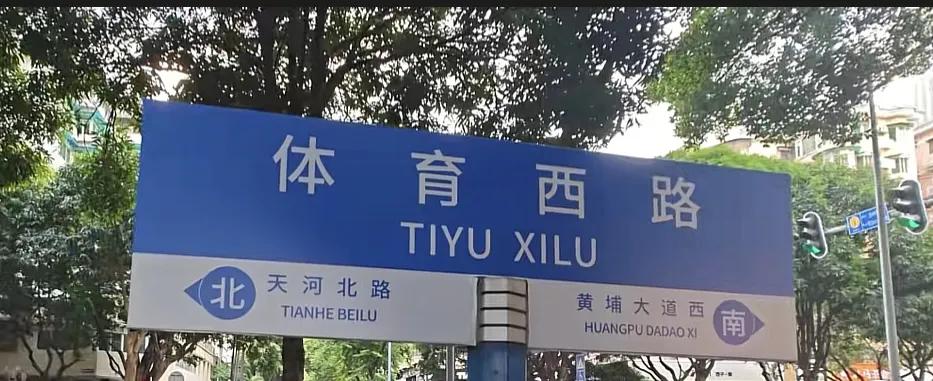 体育西路
TIYU XILU
北 天河北路
TIANHE BEILU
黄埔大道西 南
HUANGPU DADAO XI